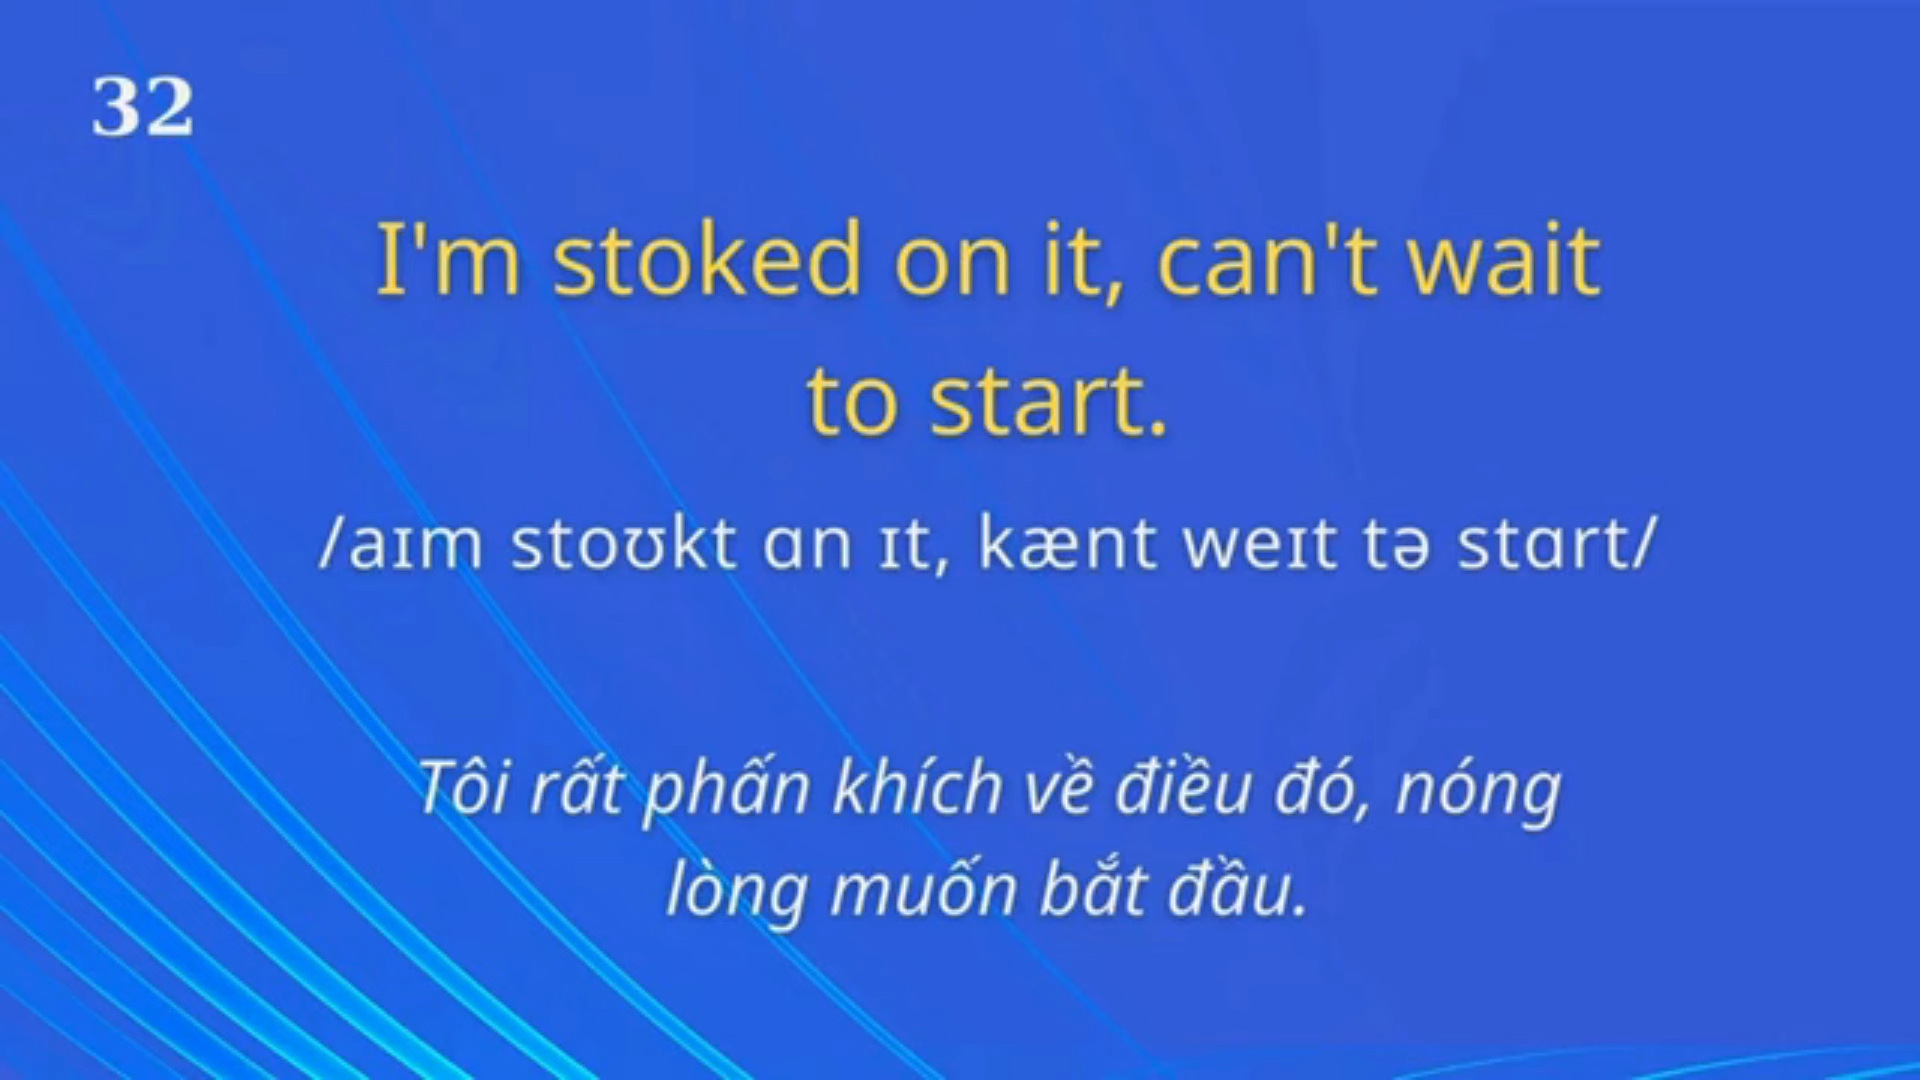 32
I'm stoked on it, can't wait
to start.
/aɪm stoʊkt ɑn ɪt, kænt weɪt tə stɑrt/
Tôi rất phấn khích về điều đó, nóng
lòng muốn bắt đầu.